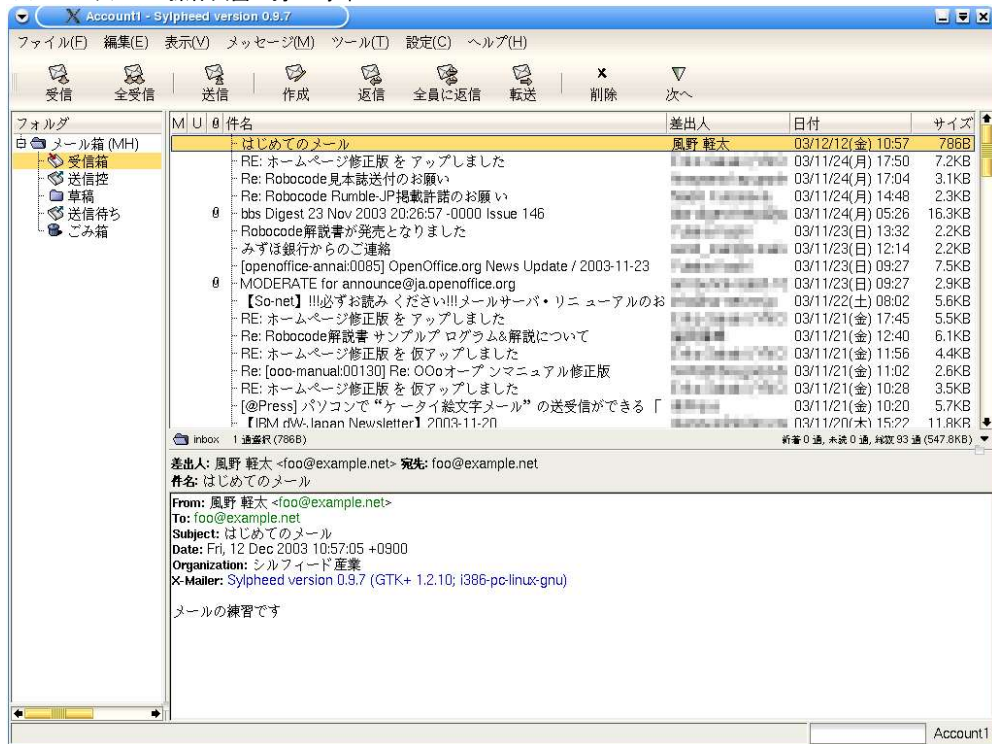 Account1 - Sylpheed version 0.9.7
ファイル(F) 編集(E) 表示(V) メッセージ(M) ツール(T) 設定(C) ヘルプ(H)
受信 全受信 送信 作成 返信 全員に返信 転送 削除 次へ
フォルダ
メール箱 (MH)
受信箱
送信控
草稿
送信待ち
ごみ箱
M U 件名 差出人 日付 サイズ
はじめてのメール 風野 軽太 03/12/12(金) 10:57 786B
RE: ホームページ修正版 を アップしました 03/11/24(月) 17:50 7.2KB
Re: Robocode見本誌送付のお願い 03/11/24(月) 17:04 3.1KB
Re: Robocode Rumble-JP掲載許諾のお願 い 03/11/24(月) 14:48 2.3KB
bbs Digest 23 Nov 2003 20:26:57 -0000 Issue 146 03/11/24(月) 05:26 16.3KB
Robocode解説書が発売となりました 03/11/23(日) 13:32 2.2KB
みずほ銀行からのご連絡 03/11/23(日) 12:14 2.2KB
[openoffice-annai:0085] OpenOffice.org News Update / 2003-11-23 03/11/23(日) 09:27 7.5KB
MODERATE for announce@ja.openoffice.org 03/11/23(日) 09:27 2.9KB
【So-net】!!!必ずお読み ください!!!メールサーバ・リニ ューアルのお 03/11/22(土) 08:02 5.6KB
RE: ホームページ修正版 を アップしました 03/11/21(金) 17:45 5.5KB
Re: Robocode解説書 サンプルプ ログラム&解説について 03/11/21(金) 12:40 6.1KB
RE: ホームページ修正版 を 仮アップしました 03/11/21(金) 11:56 4.4KB
Re: [ooo-manual:00130] Re: OOoオープ ンマニュアル修正版 03/11/21(金) 11:02 2.6KB
RE: ホームページ修正版 を 仮アップしました 03/11/21(金) 10:28 3.5KB
[@Press] パソコンで“ケ ータイ絵文字メール” の送受信ができる 「 03/11/21(金) 10:20 5.7KB
【IBM dW-Japan Newsletter】2003-11-20 03/11/20(木) 15:22 11.8KB
inbox 1 通選択 (786B) 新着 0 通, 未読 0 通, 総数 93 通 (547.8KB)
差出人: 風野 軽太 <foo@example.net> 宛先: foo@example.net
件名: はじめてのメール
From: 風野 軽太 <foo@example.net>
To: foo@example.net
Subject: はじめてのメール
Date: Fri, 12 Dec 2003 10:57:05 +0900
Organization: シルフィード産業
X-Mailer: Sylpheed version 0.9.7 (GTK+ 1.2.10; i386-pc-linux-gnu)
メールの練習です
Account1